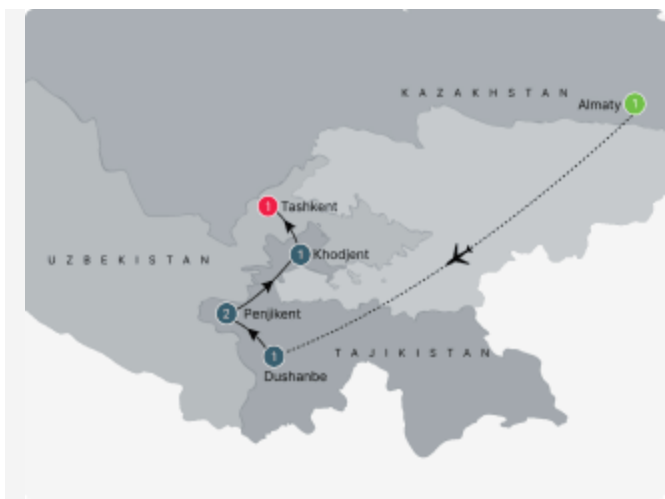 KAZAKHSTAN
Almaty 1
1 Tashkent
1 Khodjent
UZBEKISTAN
2 Penjikent
TAJIKISTAN
1
Dushanbe